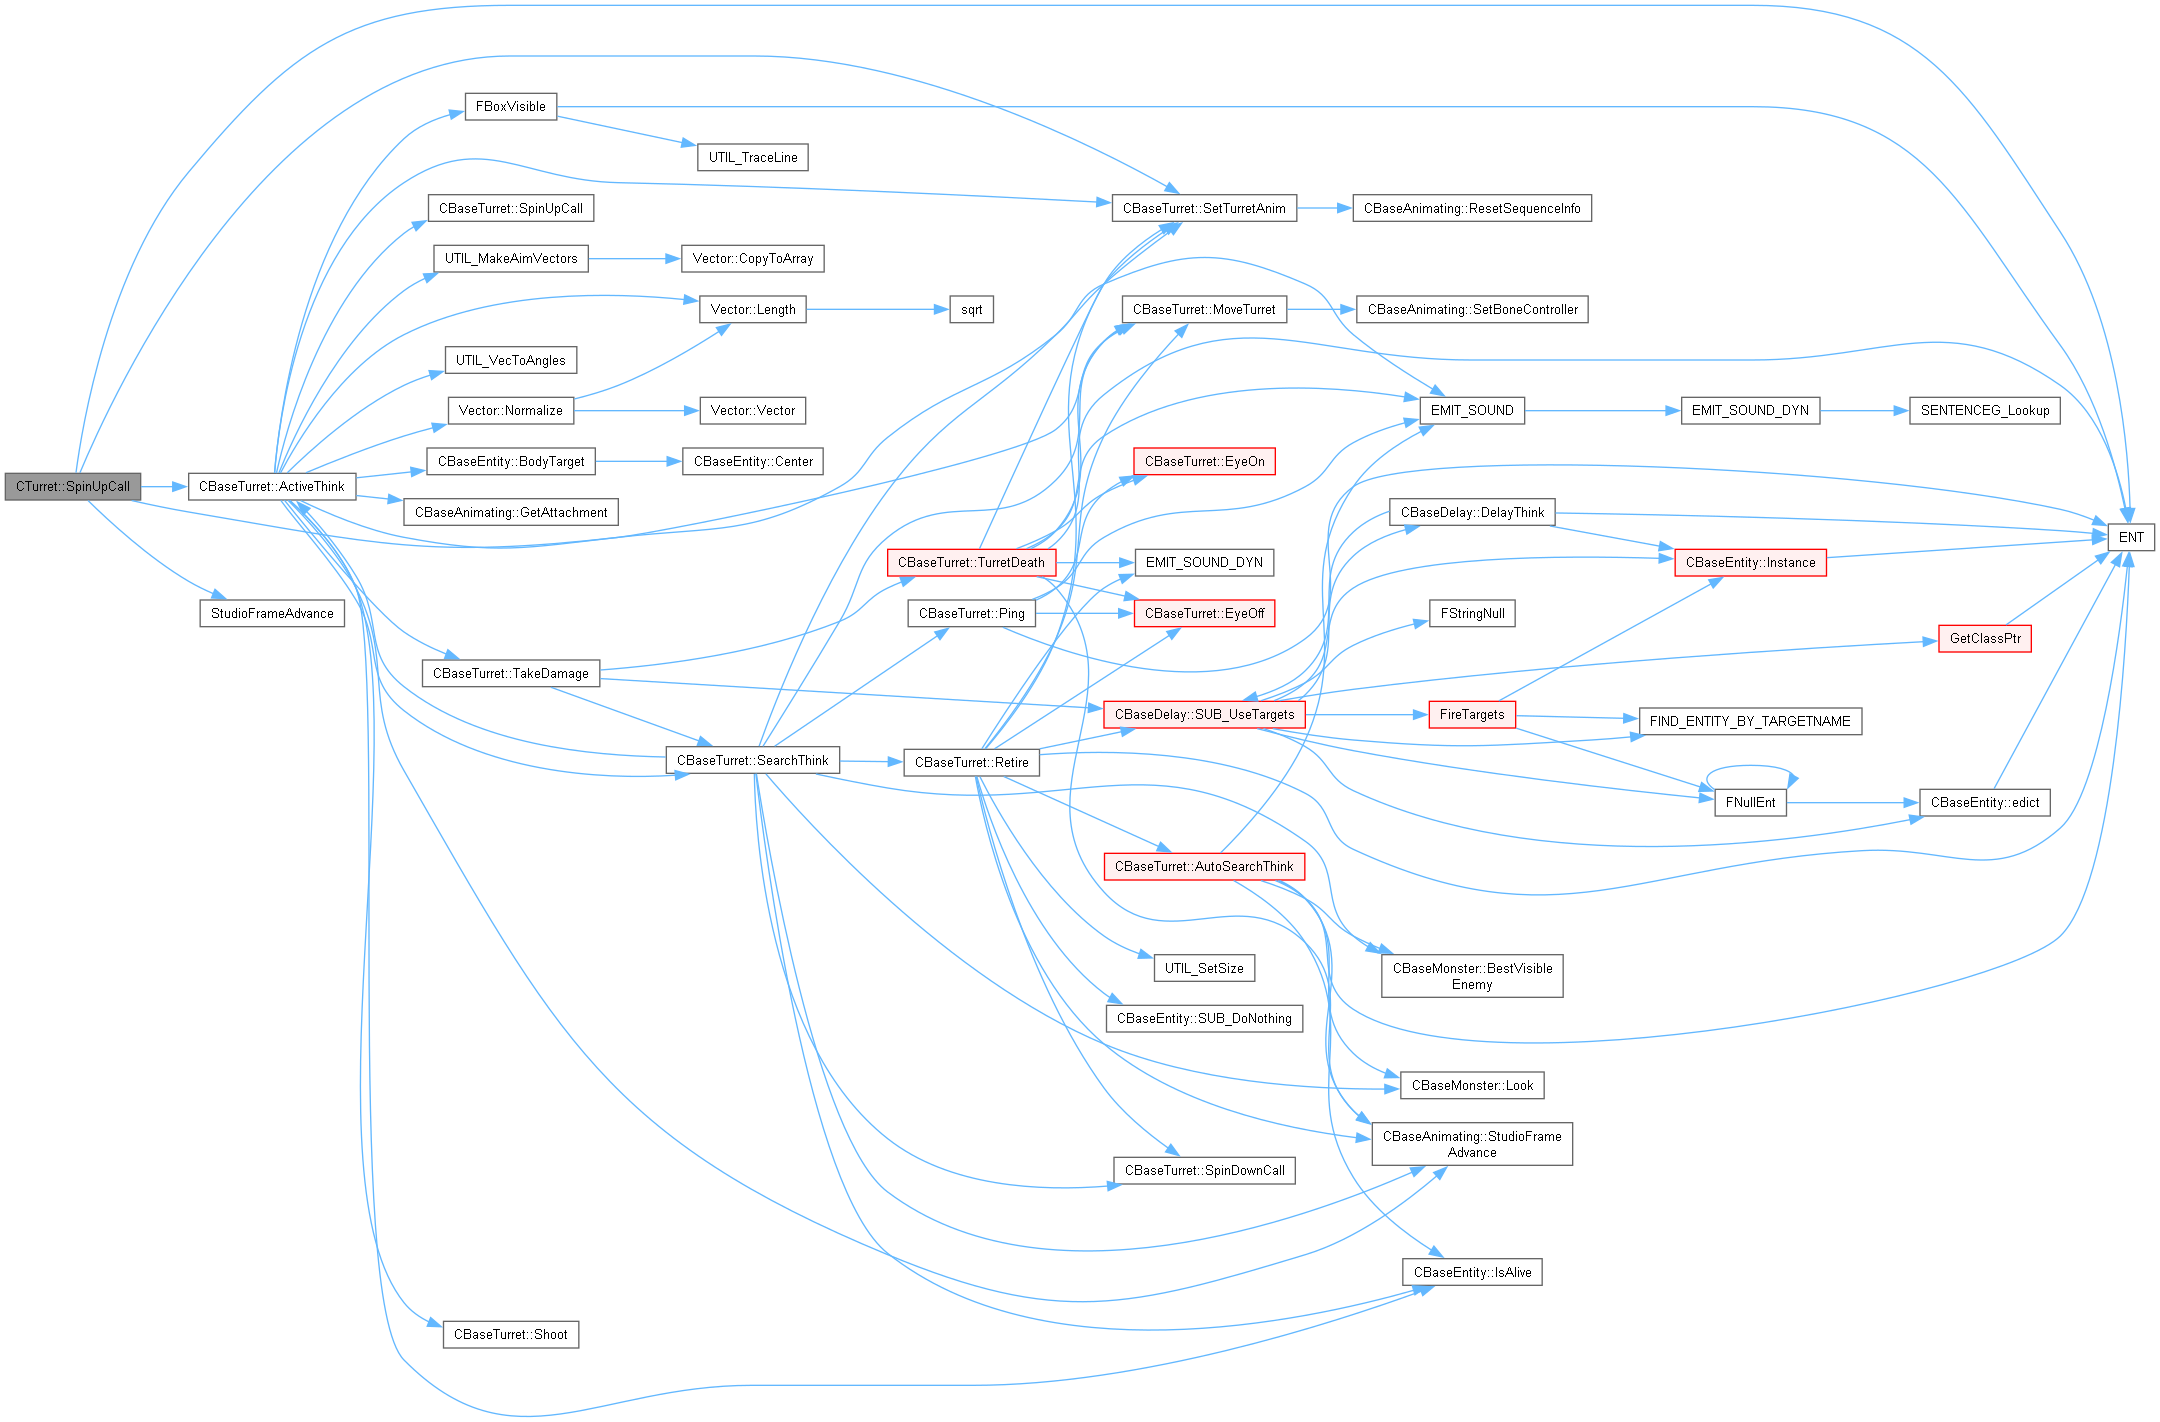 CTurret::SpinUpCall
CBaseTurret::ActiveThink
StudioFrameAdvance
FBoxVisible
UTIL_TraceLine
CBaseTurret::SpinUpCall
UTIL_MakeAimVectors
Vector::CopyToArray
Vector::Length
sqrt
UTIL_VecToAngles
Vector::Normalize
Vector::Vector
CBaseEntity::BodyTarget
CBaseEntity::Center
CBaseAnimating::GetAttachment
CBaseTurret::TakeDamage
CBaseTurret::SearchThink
CBaseTurret::Shoot
CBaseTurret::TurretDeath
CBaseTurret::Ping
CBaseTurret::Retire
CBaseTurret::SetTurretAnim
CBaseAnimating::ResetSequenceInfo
CBaseTurret::MoveTurret
CBaseAnimating::SetBoneController
EMIT_SOUND
EMIT_SOUND_DYN
SENTENCEG_Lookup
CBaseTurret::EyeOn
CBaseDelay::DelayThink
ENT
EMIT_SOUND_DYN
CBaseEntity::Instance
CBaseTurret::EyeOff
FStringNull
GetClassPtr
CBaseDelay::SUB_UseTargets
FireTargets
FIND_ENTITY_BY_TARGETNAME
FNullEnt
CBaseEntity::edict
CBaseTurret::AutoSearchThink
UTIL_SetSize
CBaseMonster::BestVisible
Enemy
CBaseEntity::SUB_DoNothing
CBaseMonster::Look
CBaseAnimating::StudioFrame
Advance
CBaseTurret::SpinDownCall
CBaseEntity::IsAlive